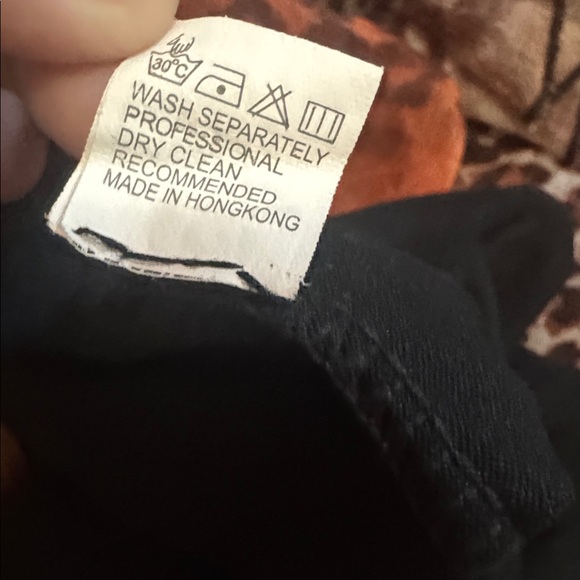 30°C
WASH SEPARATELY
PROFESSIONAL
DRY CLEAN
RECOMMENDED
MADE IN HONGKONG